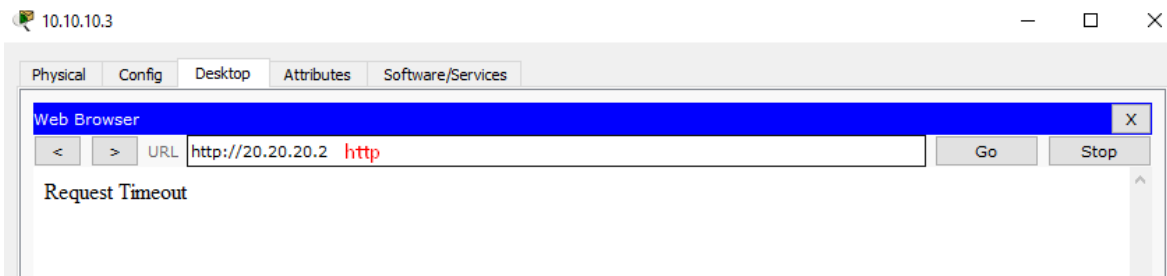 10.10.10.3
Physical Config Desktop Attributes Software/Services
Web Browser X
< > URL http://20.20.20.2 http Go Stop
Request Timeout